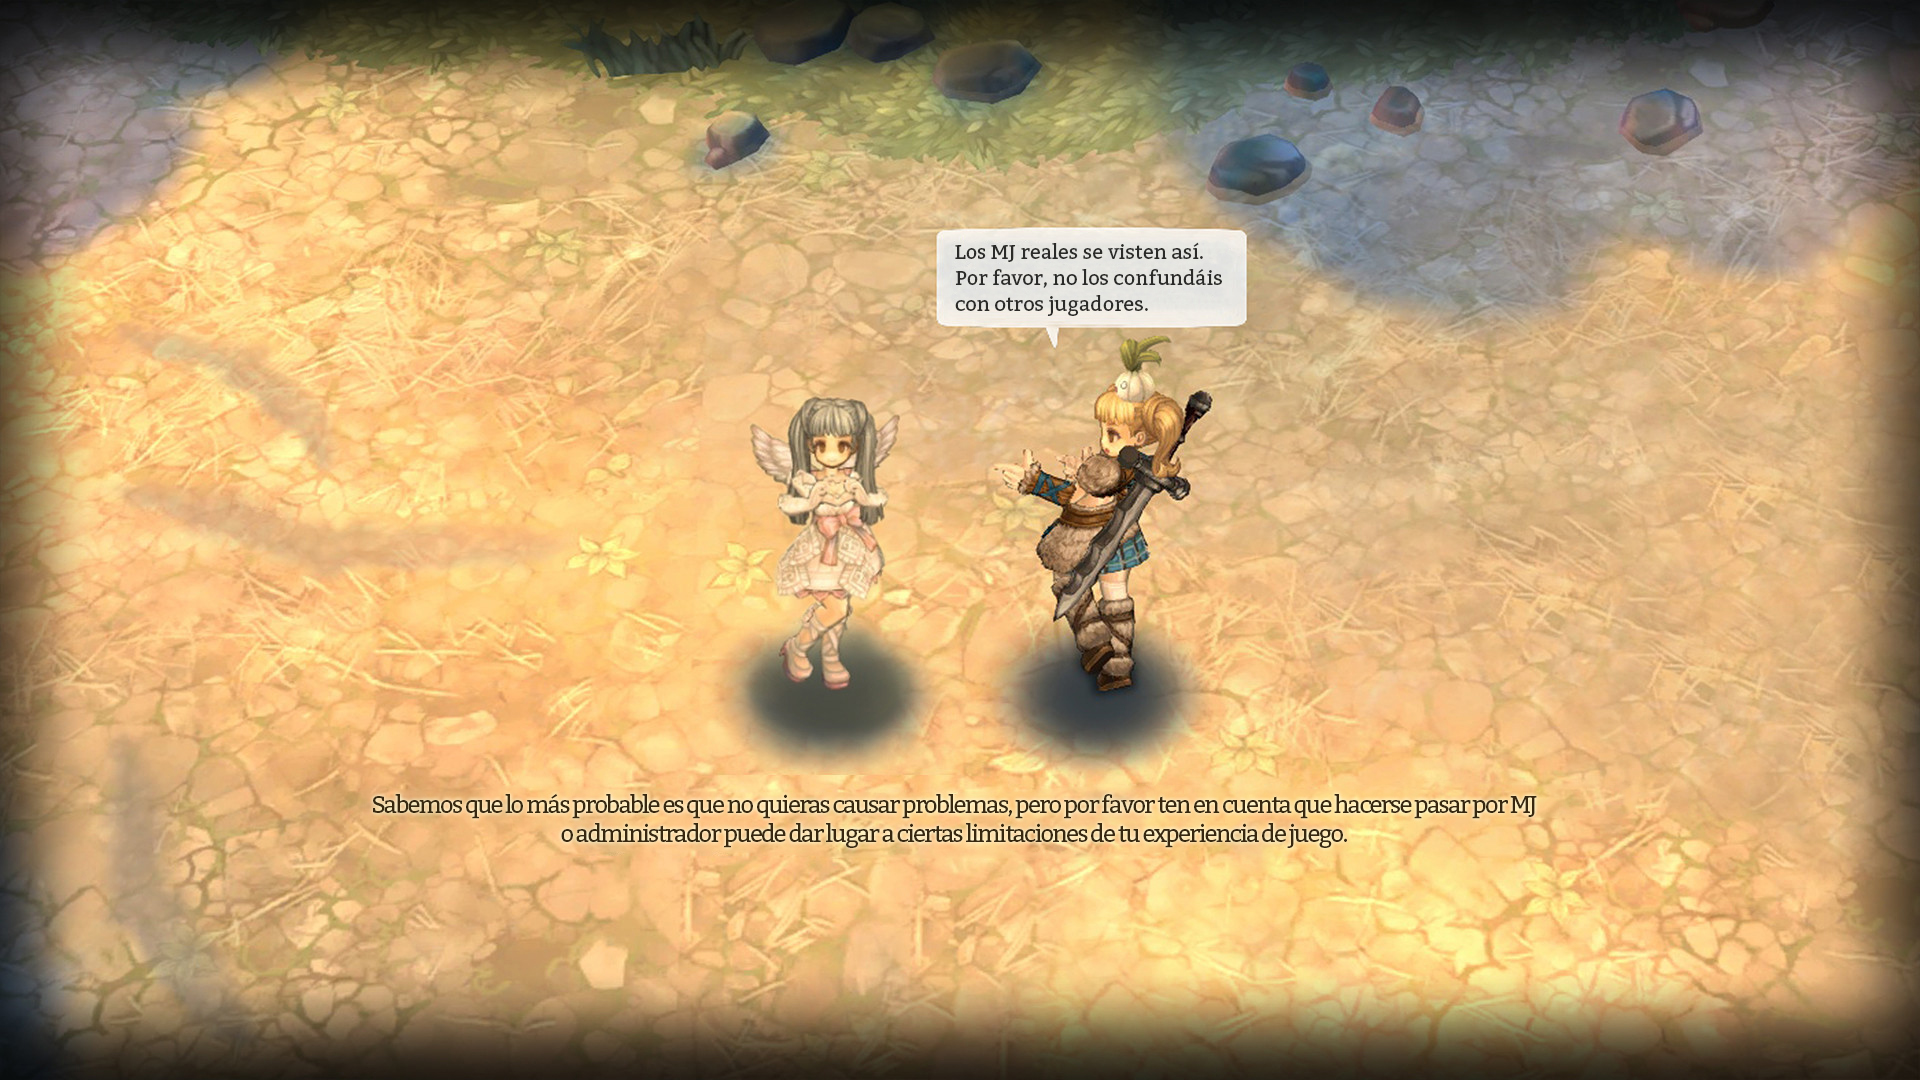 Los MJ reales se visten así.
Por favor, no los confundáis
con otros jugadores.
Sabemos que lo más probable es que no quieras causar problemas, pero por favor ten en cuenta que hacerse pasar por MJ
o administrador puede dar lugar a ciertas limitaciones de tu experiencia de juego.